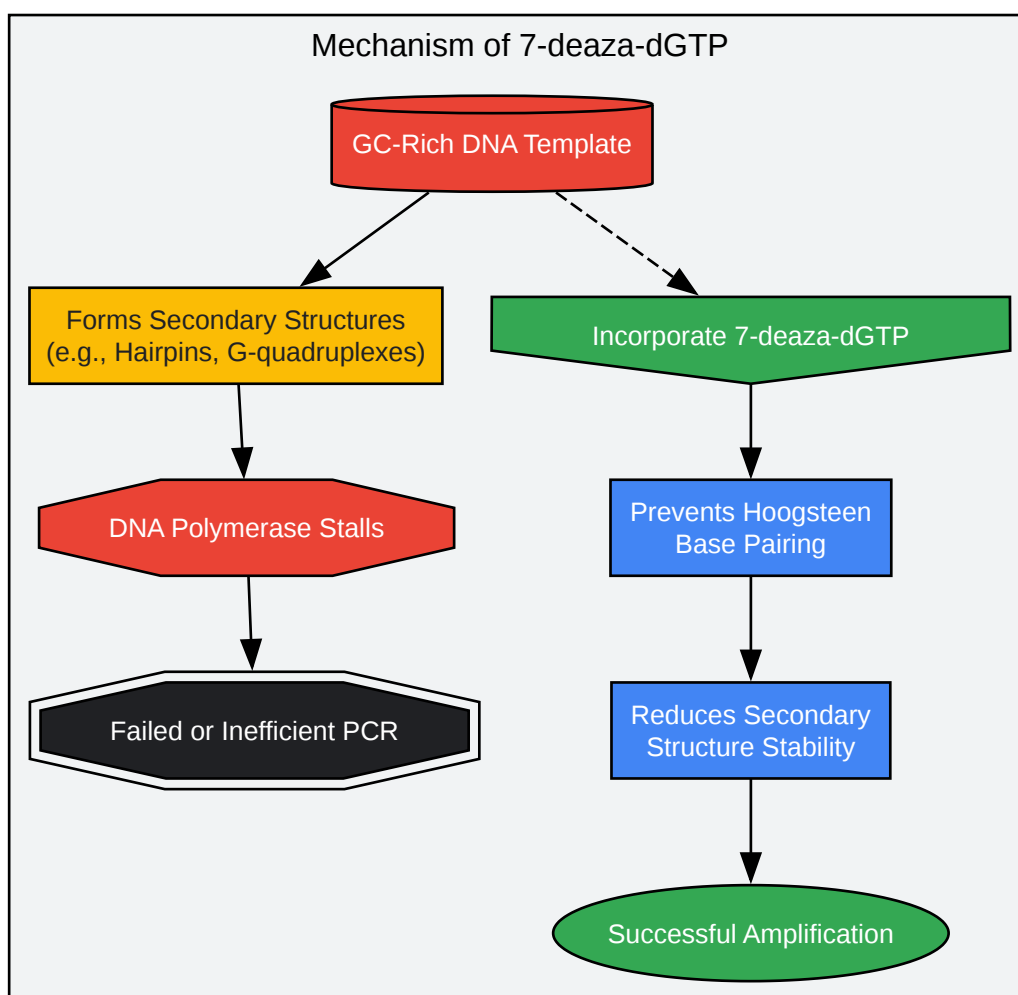 Mechanism of 7-deaza-dGTP
GC-Rich DNA Template
Forms Secondary Structures
(e.g., Hairpins, G-quadruplexes)
Incorporate 7-deaza-dGTP
DNA Polymerase Stalls
Prevents Hoogsteen
Base Pairing
Failed or Inefficient PCR
Reduces Secondary
Structure Stability
Successful Amplification